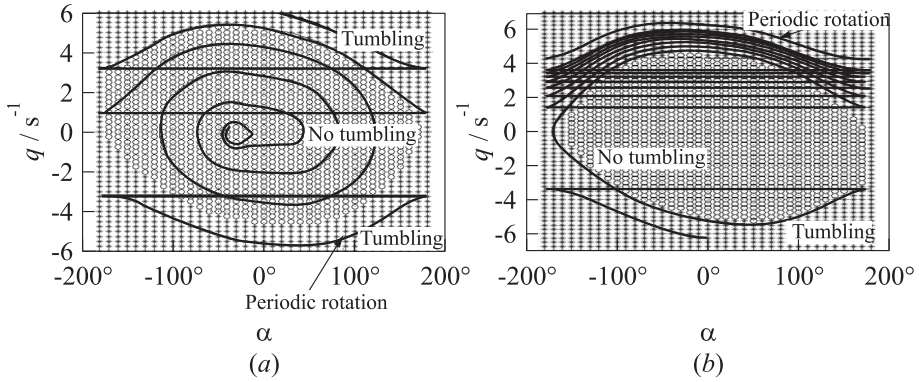 6
4
2
0
-2
-4
-6
q / s⁻¹
-200° -100° 0° 100° 200°
Tumbling
No tumbling
Tumbling
Periodic rotation
α
(a)
6
4
2
0
-2
-4
-6
q / s⁻¹
-200° -100° 0° 100° 200°
Periodic rotation
No tumbling
Tumbling
α
(b)